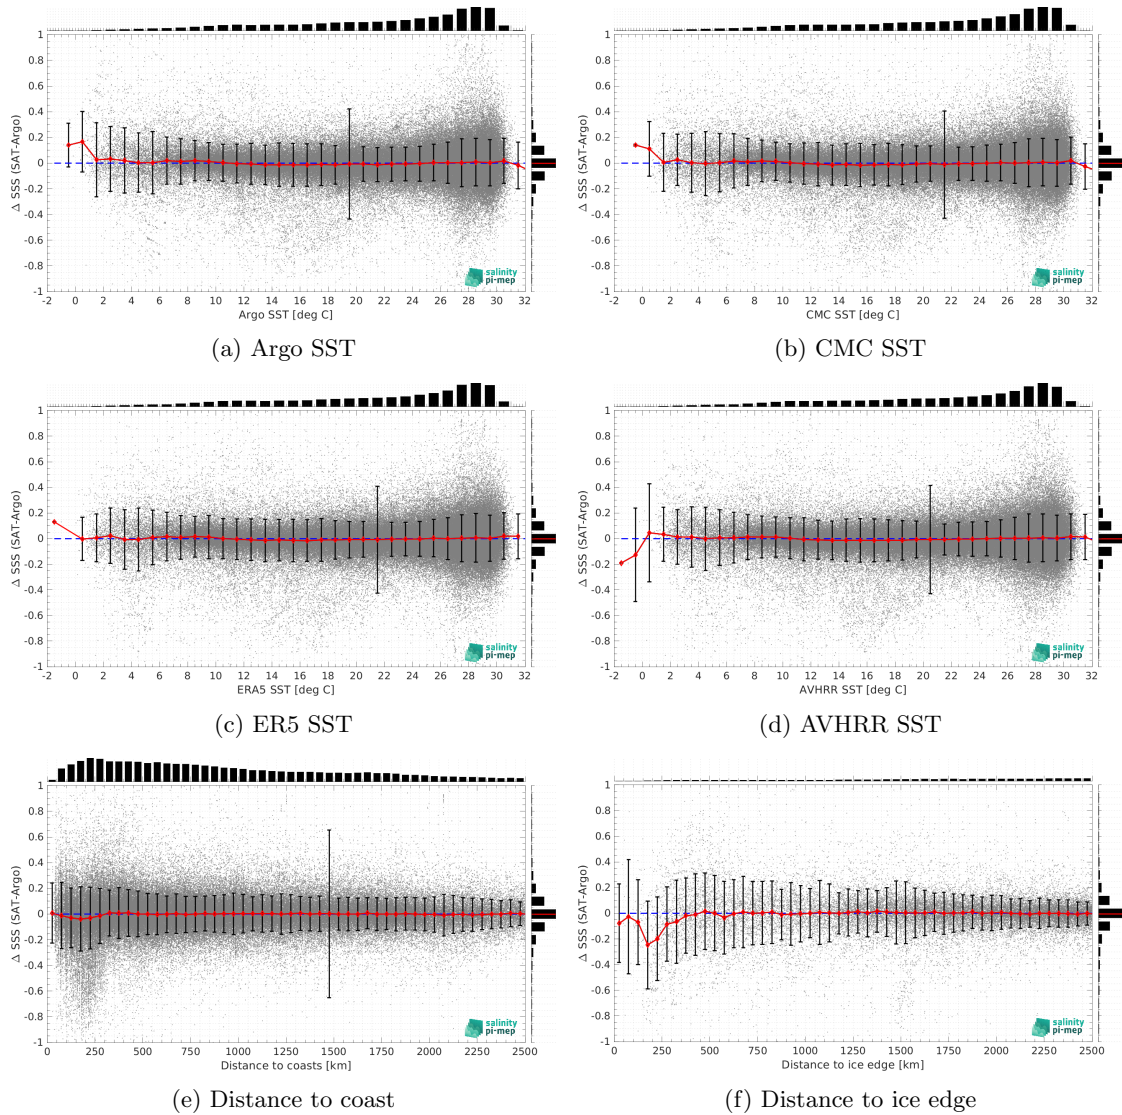 1
0.8
0.6
0.4
0.2
0
-0.2
-0.4
-0.6
-0.8
-1
Δ SSS (SAT-Argo)
salinity
pi-mep
-2 0 2 4 6 8 10 12 14 16 18 20 22 24 26 28 30 32
Argo SST [deg C]
(a) Argo SST
1
0.8
0.6
0.4
0.2
0
-0.2
-0.4
-0.6
-0.8
-1
Δ SSS (SAT-Argo)
salinity
pi-mep
-2 0 2 4 6 8 10 12 14 16 18 20 22 24 26 28 30 32
CMC SST [deg C]
(b) CMC SST
1
0.8
0.6
0.4
0.2
0
-0.2
-0.4
-0.6
-0.8
-1
Δ SSS (SAT-Argo)
salinity
pi-mep
-2 0 2 4 6 8 10 12 14 16 18 20 22 24 26 28 30 32
ERA5 SST [deg C]
(c) ER5 SST
1
0.8
0.6
0.4
0.2
0
-0.2
-0.4
-0.6
-0.8
-1
Δ SSS (SAT-Argo)
salinity
pi-mep
-2 0 2 4 6 8 10 12 14 16 18 20 22 24 26 28 30 32
AVHRR SST [deg C]
(d) AVHRR SST
1
0.8
0.6
0.4
0.2
0
-0.2
-0.4
-0.6
-0.8
-1
Δ SSS (SAT-Argo)
salinity
pi-mep
0 250 500 750 1000 1250 1500 1750 2000 2250 2500
Distance to coasts [km]
(e) Distance to coast
1
0.8
0.6
0.4
0.2
0
-0.2
-0.4
-0.6
-0.8
-1
Δ SSS (SAT-Argo)
salinity
pi-mep
0 250 500 750 1000 1250 1500 1750 2000 2250 2500
Distance to ice edge [km]
(f) Distance to ice edge